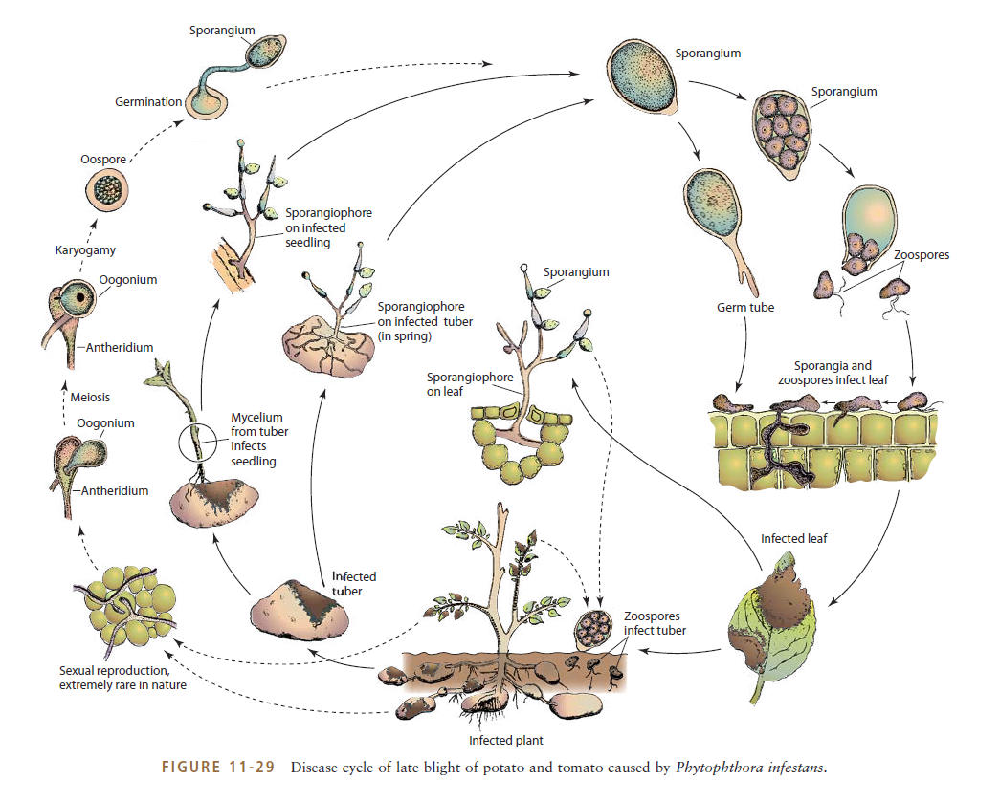 Sporangium
Sporangium
Sporangium
Germination
Oospore
Sporangiophore
on infected
seedling
Karyogamy
Zoospores
Oogonium
Sporangium
Sporangiophore
on infected tuber
(in spring)
Germ tube
Antheridium
Sporangia and
zoospores infect leaf
Sporangiophore
on leaf
Meiosis
Oogonium
Mycelium
from tuber
infects
seedling
Antheridium
Infected leaf
Infected
tuber
Zoospores
infect tuber
Sexual reproduction,
extremely rare in nature
Infected plant
FIGURE 11-29 Disease cycle of late blight of potato and tomato caused by Phytophthora infestans.